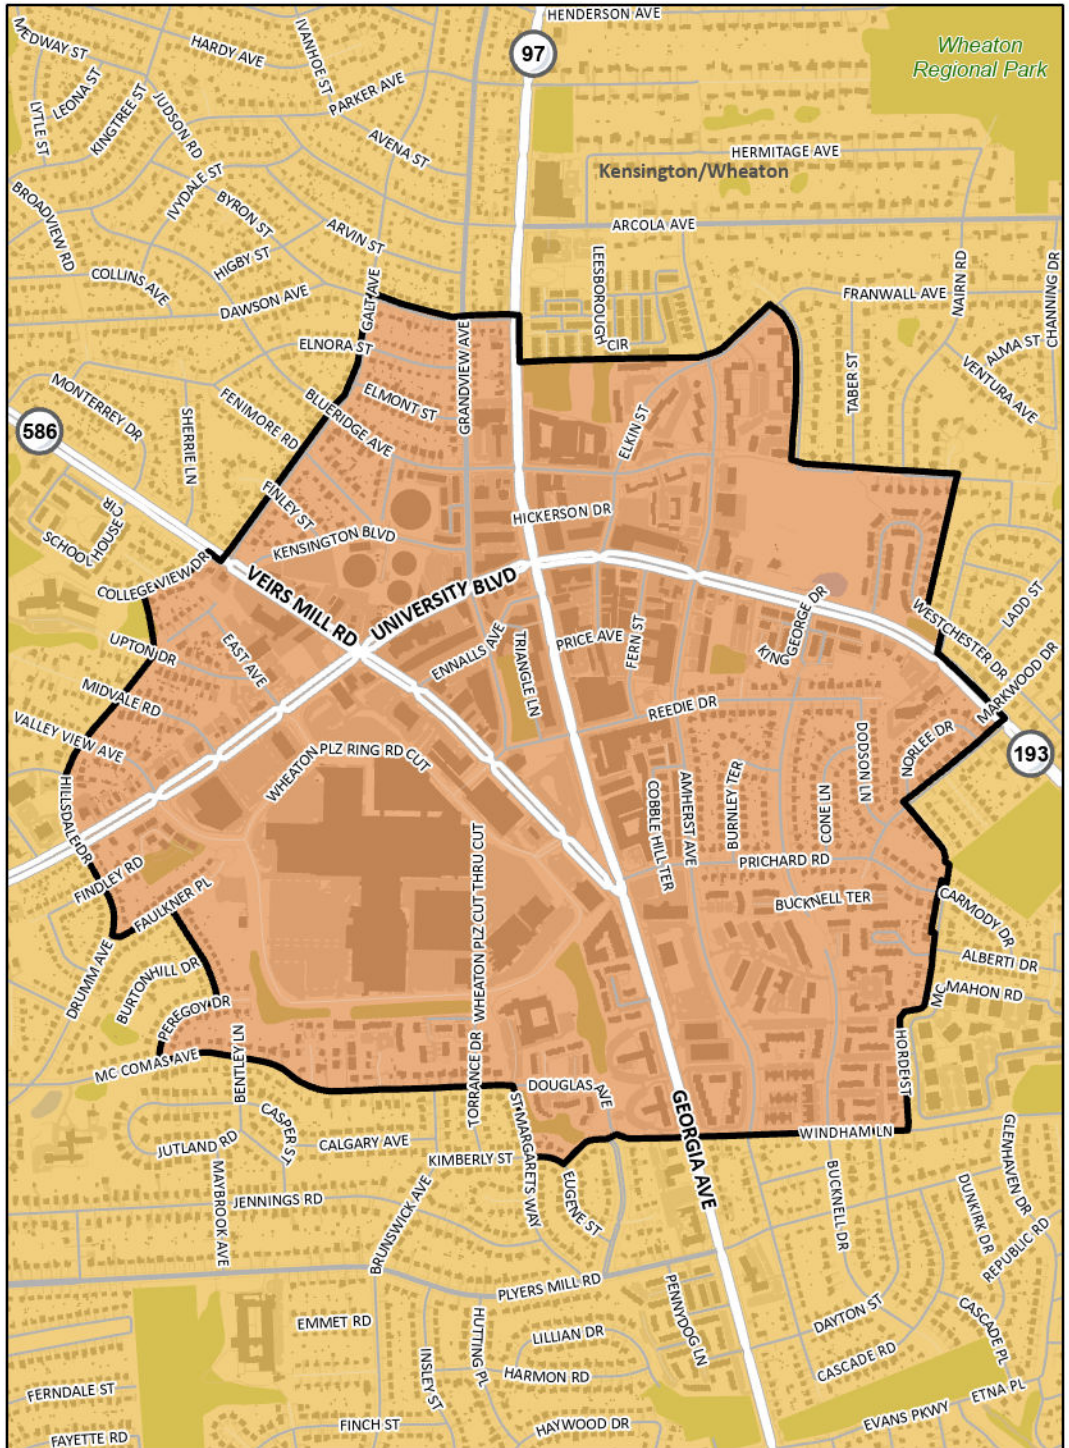 HENDERSON AVE
MEDWAY ST
HARDY AVE
IVANHOE ST
97
Wheaton
Regional Park
LEONA ST
PARKER AVE
LYTLE ST
KINGTREE ST
JUDSON RD
AVENA ST
HERMITAGE AVE
Kensington/Wheaton
IVYDALE ST
BROADVIEW RD
BYRON ST
ARVIN ST
ARCOLA AVE
HIGBY ST
COLLINS AVE
LEESBOROUGH
CIR
NAIRN RD
CHANNING DR
DAWSON AVE
GALT AVE
FRANWALL AVE
ELNORA ST
GRANDVIEW AVE
ALMA ST
VENTURA AVE
TABER ST
MONTERREY DR
ELMONT ST
FENIMORE RD
BLUERIDGE AVE
ELKIN ST
586
SHERRIE LN
FINLEY ST
HICKERSON DR
SCHOOL
HOUSE
CIR
KENSINGTON BLVD
COLLEGE VIEW DR
VEIRS MILL RD
UNIVERSITY BLVD
LADD ST
WESTCHESTER DR
KING
GEORGE DR
UPTON DR
EAST AVE
ENNALLS AVE
TRIANGLE LN
PRICE AVE
FERN ST
MARKWOOD DR
MIDVALE RD
REEDIE DR
VALLEY VIEW AVE
WHEATON
PLZ RING RD CUT
DODSON LN
NORLEE DR
193
HILLSDALE DR
COBBLE HILL TER
AMHERST AVE
BURNLEY TER
CONE LN
FINDLEY RD
WHEATON PLZ CUT THRU CUT
PRICHARD RD
FAULKNER PL
BUCKNELL TER
CARMODY DR
DRUMM AVE
BURTONHILL DR
ALBERTI DR
MC
MAHON RD
PEREGOY DR
MC COMAS AVE
BENTLEY LN
TORRANCE DR
HORDE ST
DOUGLAS AVE
CASPER ST
ST MARGARETS WAY
GEORGIA AVE
WINDHAM LN
GLENHAVEN DR
JUTLAND RD
CALGARY AVE
KIMBERLY ST
MAYBROOK AVE
JENNINGS RD
BRUNSWICK AVE
EUGENE ST
BUCKNELL DR
DUNKIRK DR
REPUBLIC RD
PLYERS MILL RD
PENNYDOG LN
EMMET RD
HUTTING PL
LILLIAN DR
DAYTON ST
CASCADE PL
INSLEY ST
HARMON RD
CASCADE RD
FERNDALE ST
ETNA PL
FINCH ST
HAYWOOD DR
EVANS PKWY
FAYETTE RD